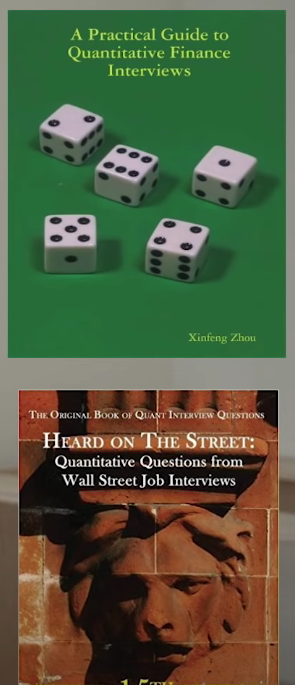 A Practical Guide to
Quantitative Finance
Interviews
Xinfeng Zhou
THE ORIGINAL BOOK OF QUANT INTERVIEW QUESTIONS
HEARD ON THE STREET:
Quantitative Questions from
Wall Street Job Interviews
15TH